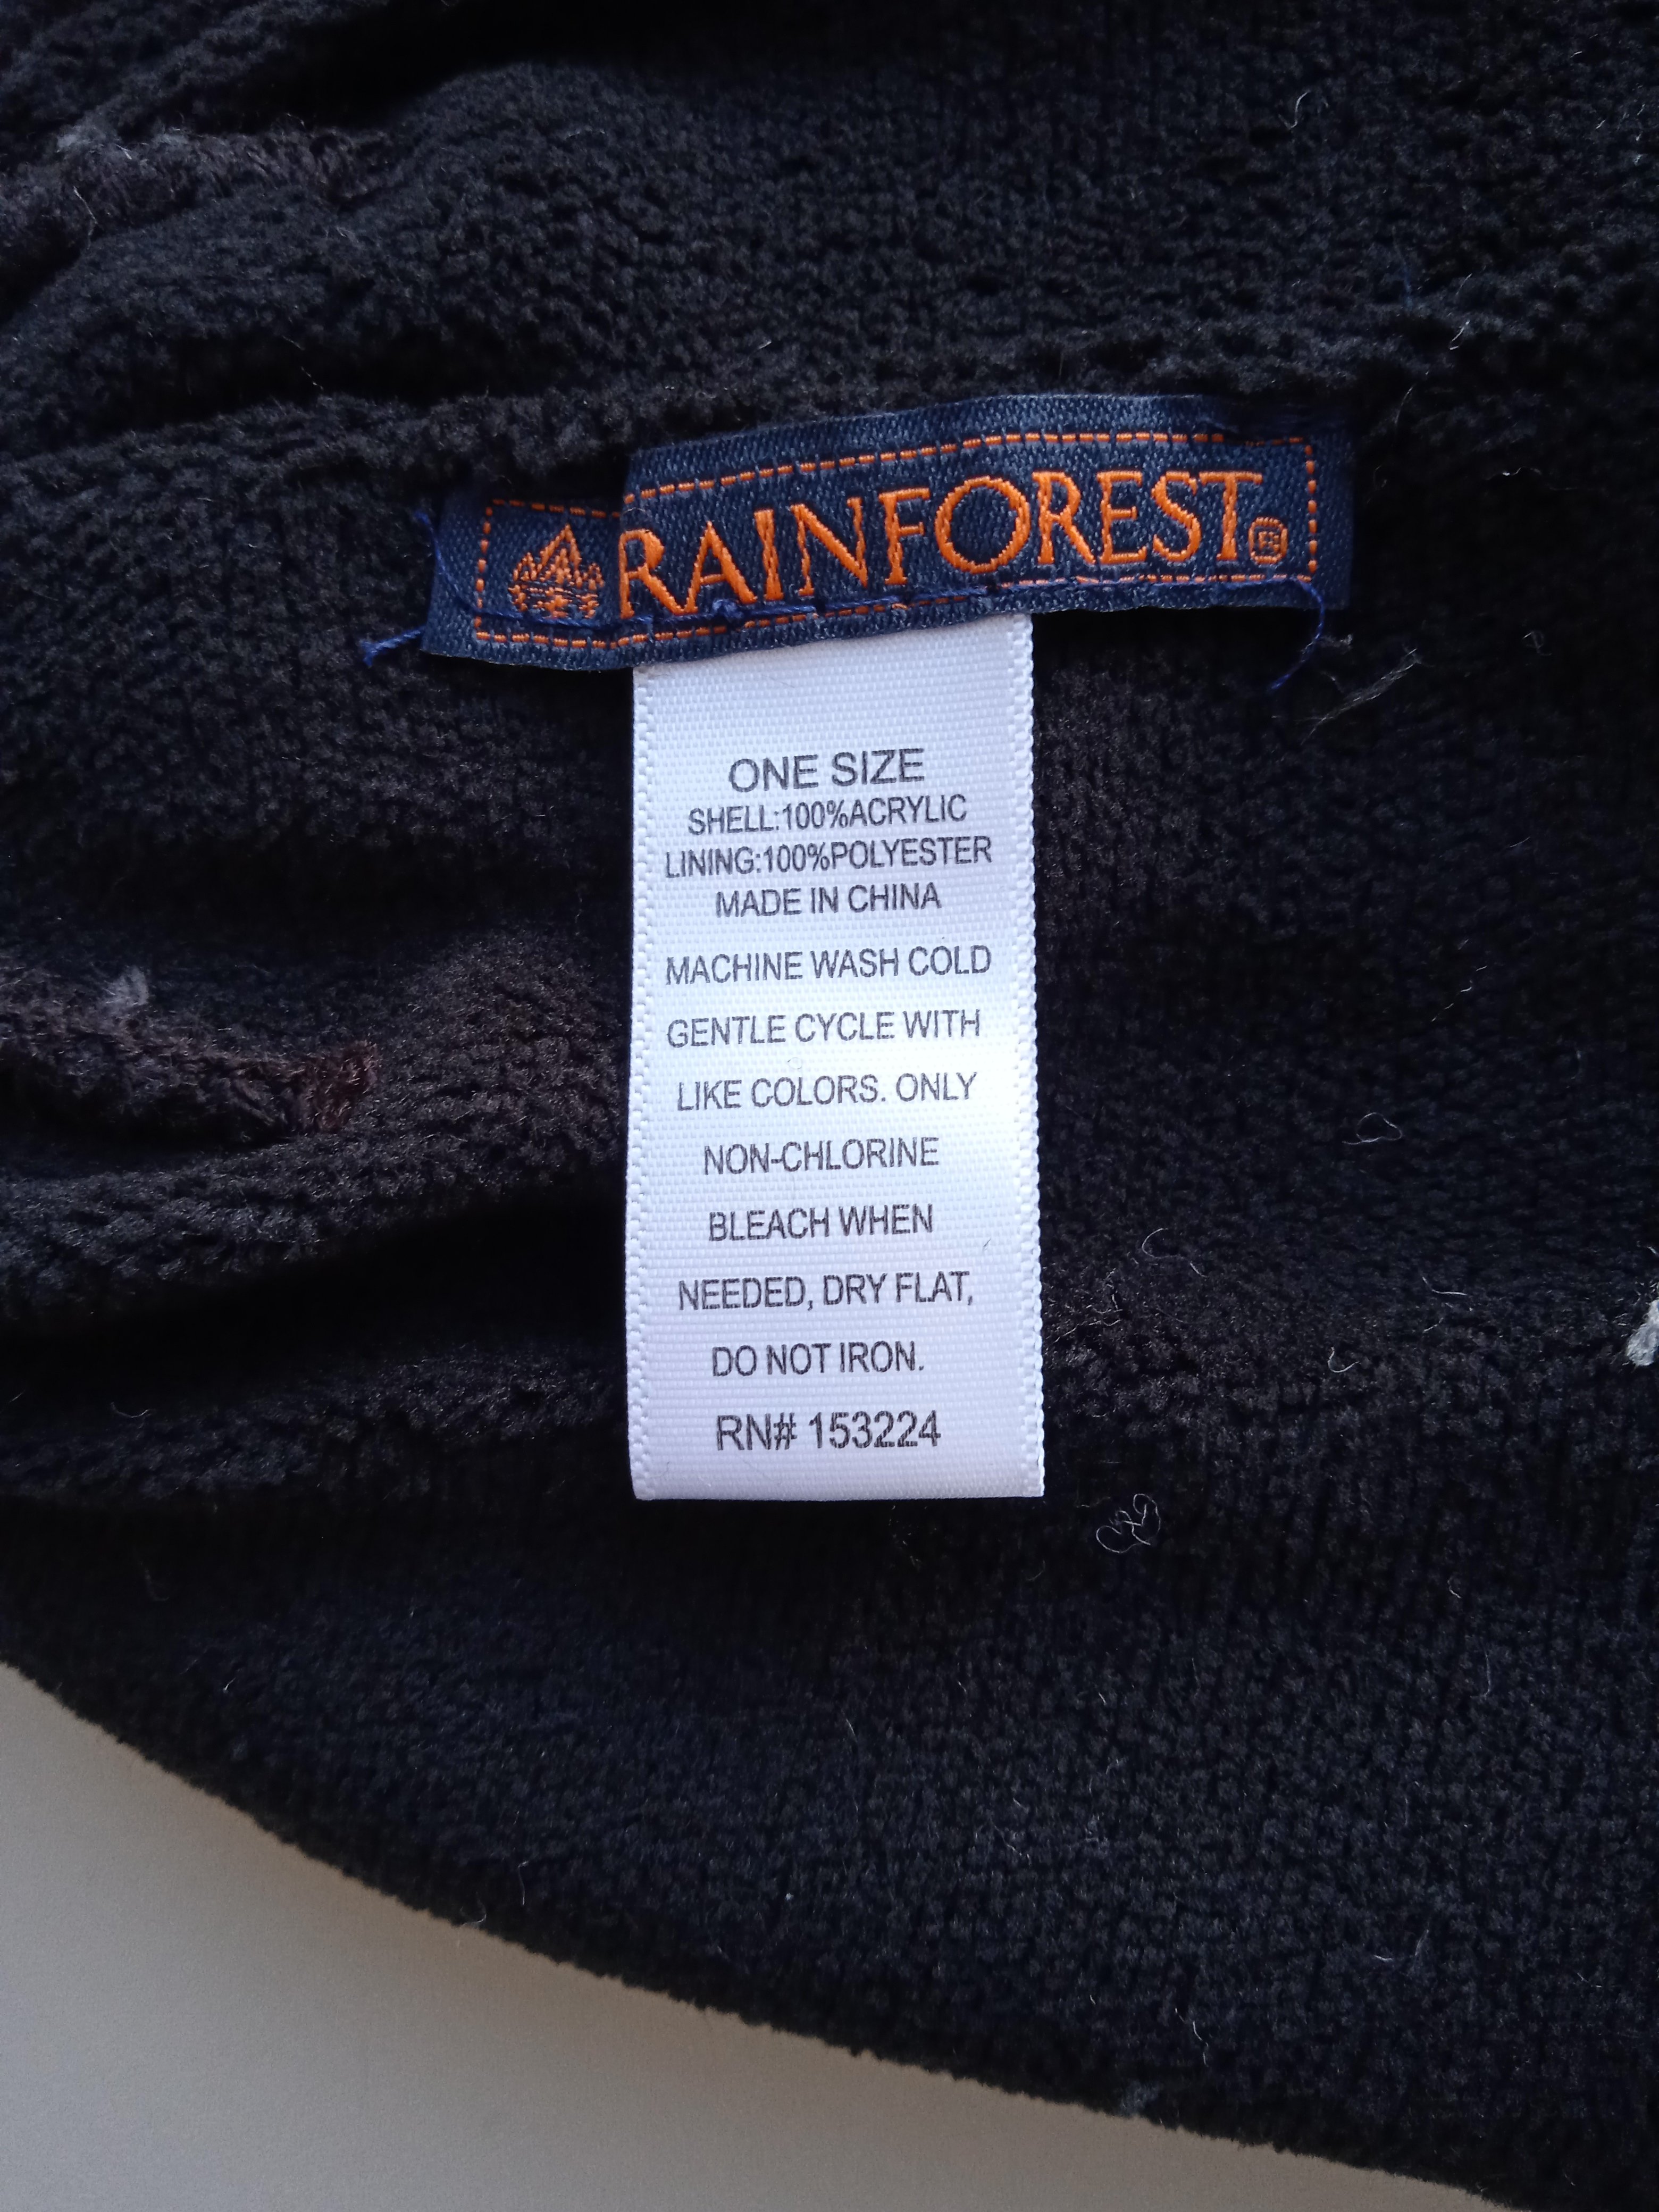 RAINFOREST®
ONE SIZE
SHELL:100%ACRYLIC
LINING:100%POLYESTER
MADE IN CHINA
MACHINE WASH COLD
GENTLE CYCLE WITH
LIKE COLORS. ONLY
NON-CHLORINE
BLEACH WHEN
NEEDED, DRY FLAT,
DO NOT IRON.
RN# 153224